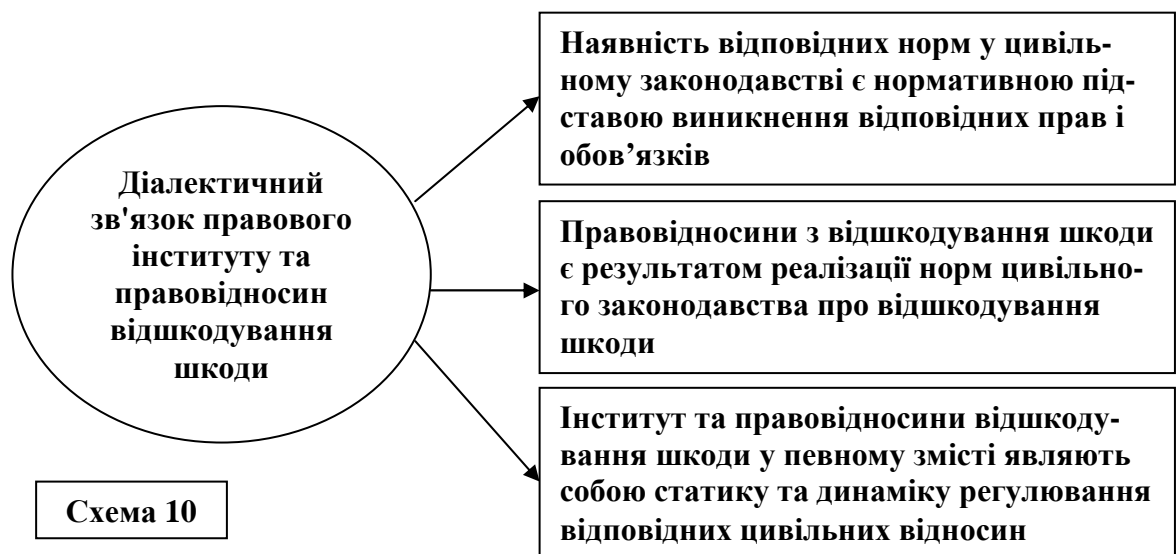 Діалектичний
зв'язок правового
інституту та
правовідносин
відшкодування
шкоди
Наявність відповідних норм у цивіль-
ному законодавстві є нормативною під-
ставою виникнення відповідних прав і
обов’язків
Правовідносини з відшкодування шкоди
є результатом реалізації норм цивільно-
го законодавства про відшкодування
шкоди
Інститут та правовідносини відшкоду-
вання шкоди у певному змісті являють
собою статику та динаміку регулювання
відповідних цивільних відносин
Схема 10